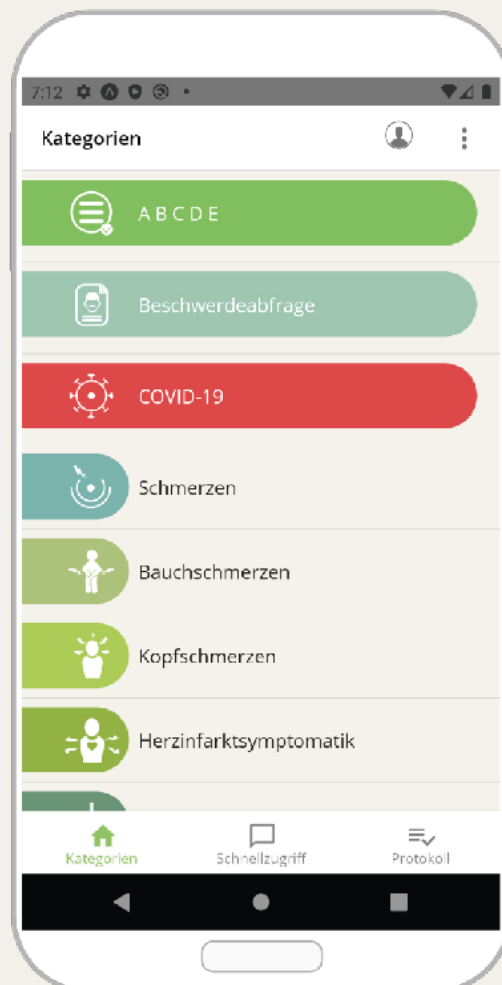 7:12
Kategorien
A B C D E
Beschwerdeabfrage
COVID-19
Schmerzen
Bauchschmerzen
Kopfschmerzen
Herzinfarktsymptomatik
Kategorien
Schnellzugriff
Protokoll